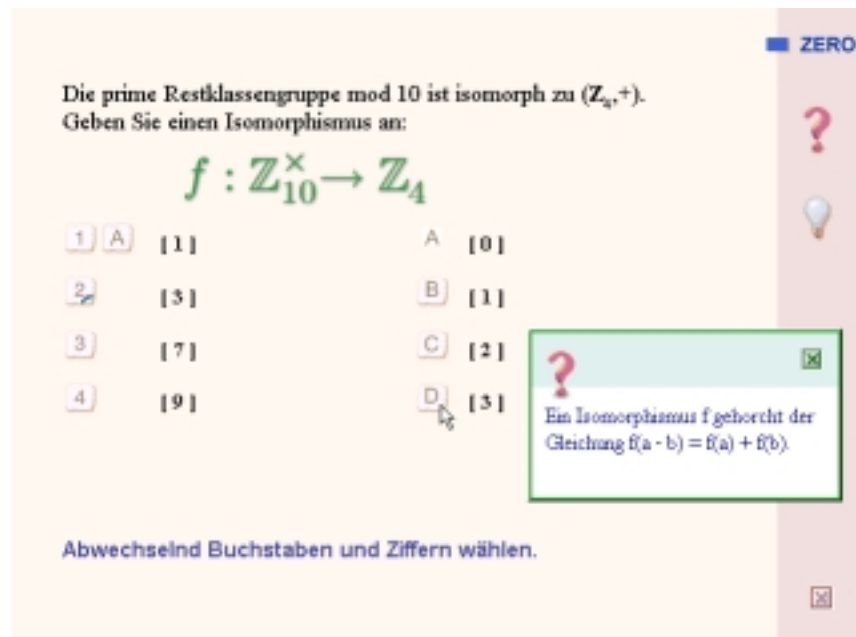 ZERO
Die prime Restklassengruppe mod 10 ist isomorph zu (Z₄,+).
Geben Sie einen Isomorphismus an:
f : ℤ₁₀ˣ → ℤ₄
1 A [1] A [0]
2 [3] B [1]
3 [7] C [2]
4 [9] D [3]
?
Ein Isomorphismus f gehorcht der
Gleichung f(a · b) = f(a) + f(b).
Abwechselnd Buchstaben und Ziffern wählen.